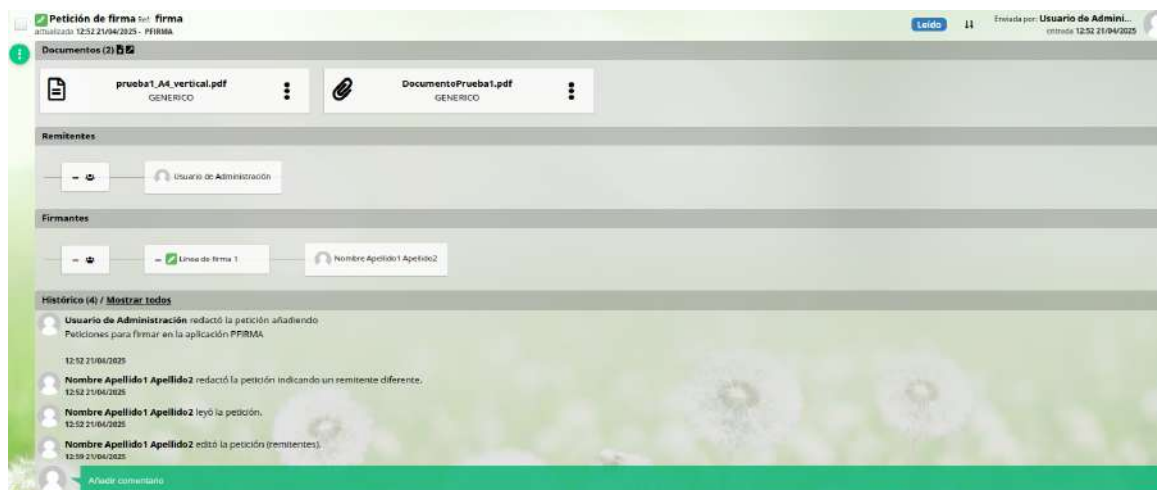 Petición de firma Ref: firma
actualizada 12:52 21/04/2025 - PFIRMA
Leído
Enviada por: Usuario de Admini...
entrada 12:52 21/04/2025
Documentos (2)
prueba1_A4_vertical.pdf
GENERICO
DocumentoPrueba1.pdf
GENERICO
Remitentes
Usuario de Administración
Firmantes
Línea de firma 1
Nombre Apellido1 Apellido2
Histórico (4) / Mostrar todos
Usuario de Administración redactó la petición añadiendo
Peticiones para firmar en la aplicación PFIRMA
12:52 21/04/2025
Nombre Apellido1 Apellido2 redactó la petición indicando un remitente diferente.
12:52 21/04/2025
Nombre Apellido1 Apellido2 leyó la petición.
12:52 21/04/2025
Nombre Apellido1 Apellido2 editó la petición (remitentes).
12:59 21/04/2025
Añadir comentario